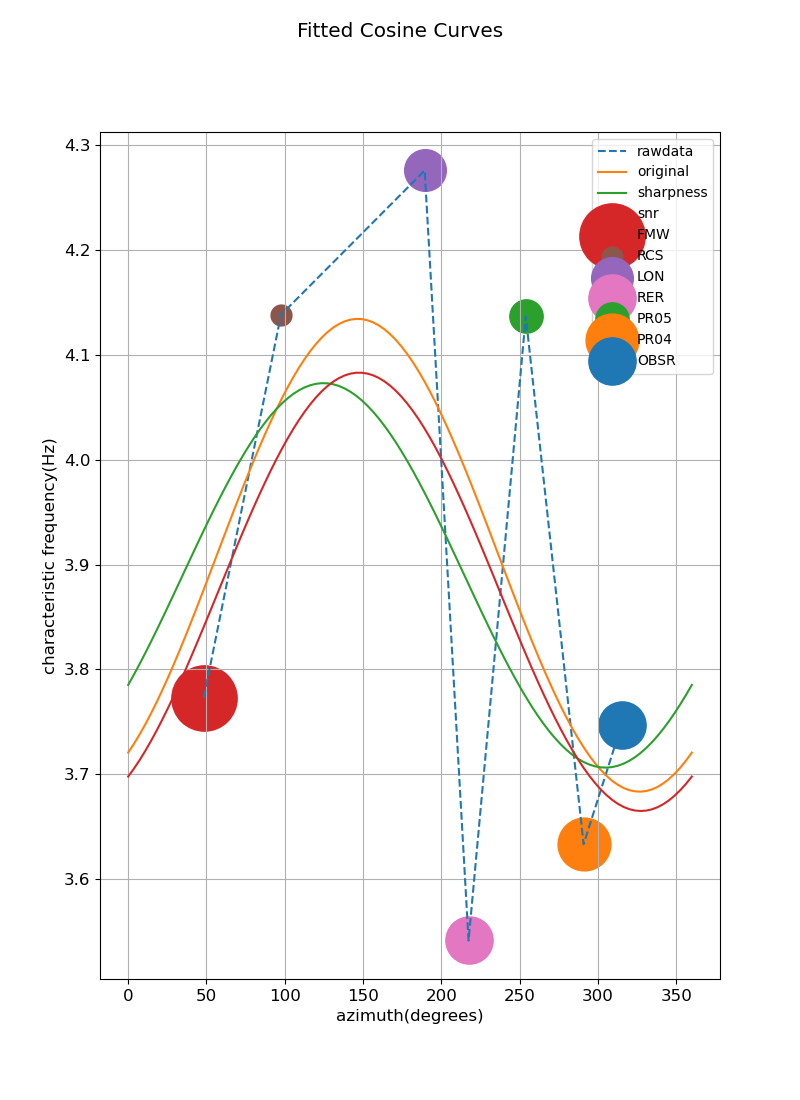 Fitted Cosine Curves
4.3
4.2
4.1
4.0
3.9
3.8
3.7
3.6
characteristic frequency(Hz)
0 50 100 150 200 250 300 350
azimuth(degrees)
rawdata
original
sharpness
snr
FMW
RCS
LON
RER
PR05
PR04
OBSR